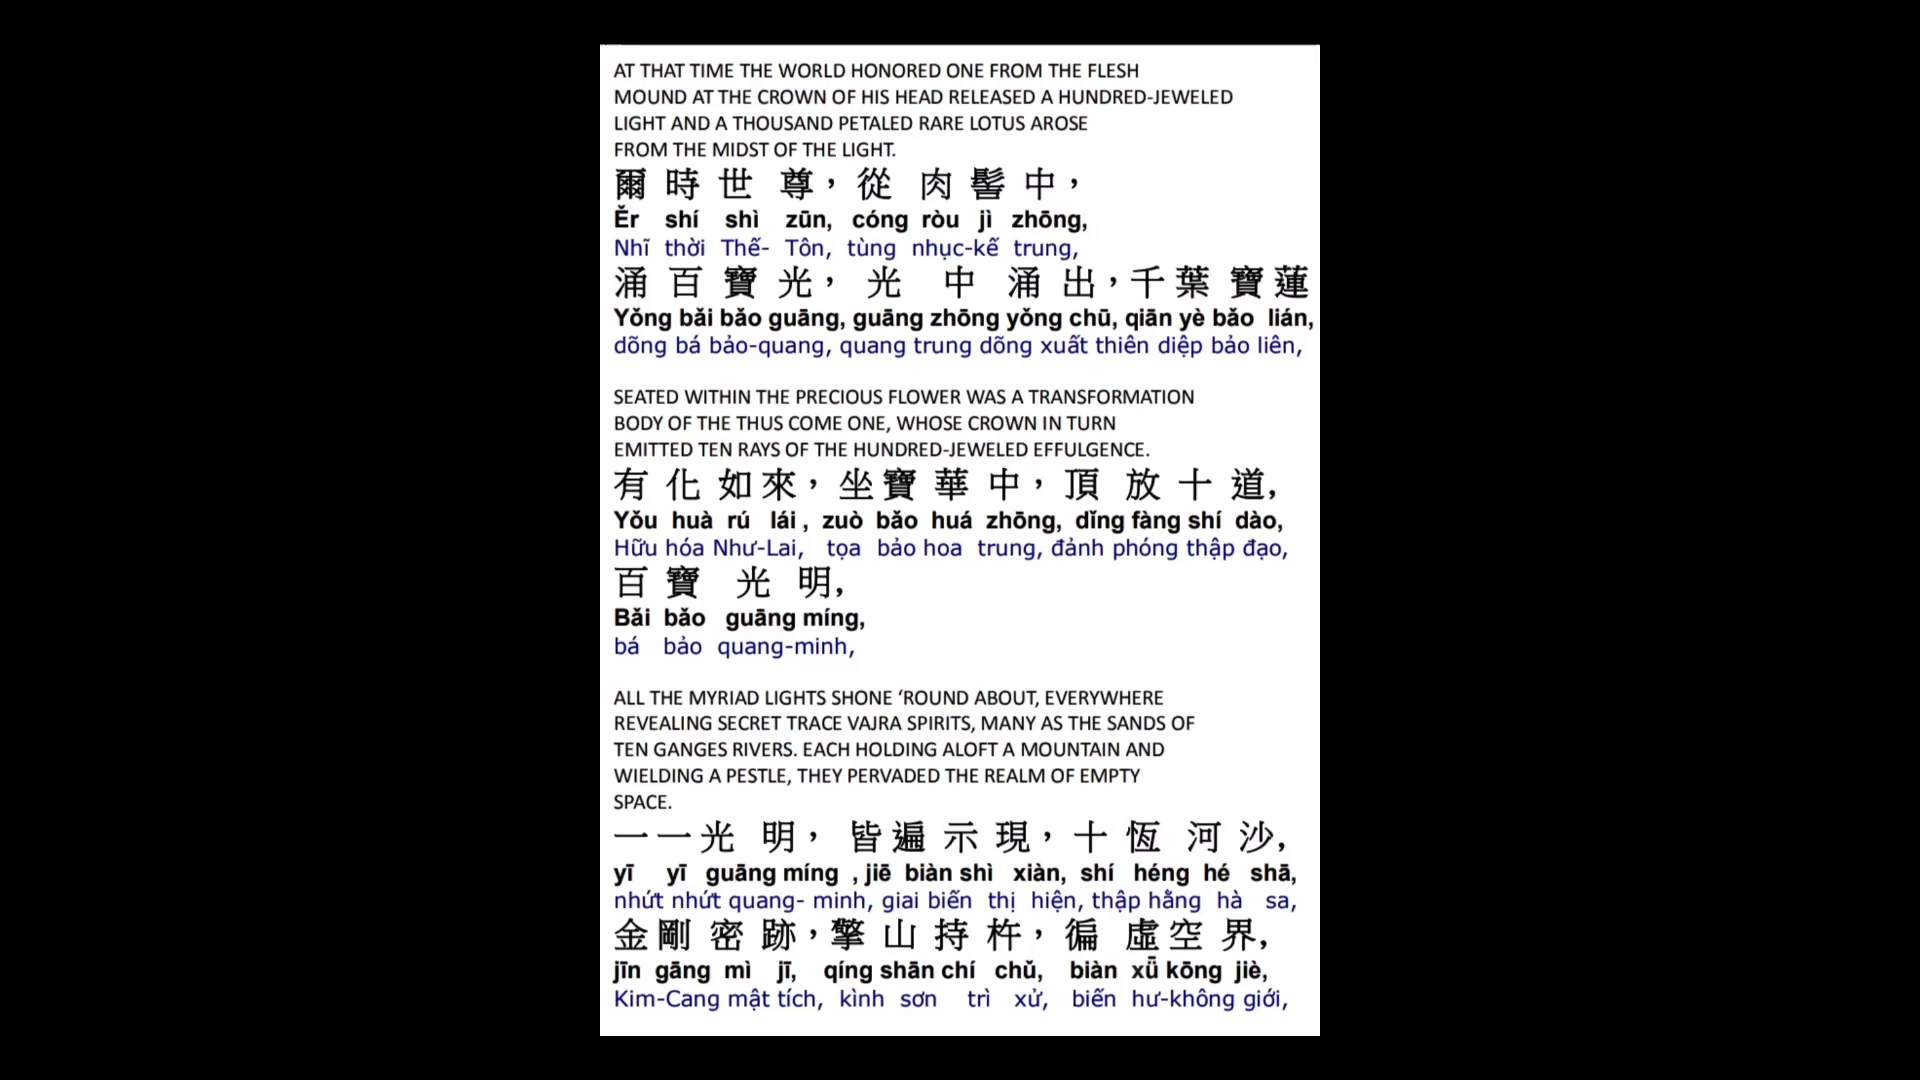 AT THAT TIME THE WORLD HONORED ONE FROM THE FLESH
MOUND AT THE CROWN OF HIS HEAD RELEASED A HUNDRED-JEWELED
LIGHT AND A THOUSAND PETALED RARE LOTUS AROSE
FROM THE MIDST OF THE LIGHT.
爾時世尊，從肉髻中，
Ěr shí shì zūn, cóng ròu jì zhōng,
Nhĩ thời Thế- Tôn, tùng nhục-kế trung,
涌百寶光，光中涌出，千葉寶蓮
Yǒng bǎi bǎo guāng, guāng zhōng yǒng chū, qiān yè bǎo lián,
dõng bá bảo-quang, quang trung dõng xuất thiên diệp bảo liên,
SEATED WITHIN THE PRECIOUS FLOWER WAS A TRANSFORMATION
BODY OF THE THUS COME ONE, WHOSE CROWN IN TURN
EMITTED TEN RAYS OF THE HUNDRED-JEWELED EFFULGENCE.
有化如來，坐寶華中，頂放十道,
Yǒu huà rú lái , zuò bǎo huá zhōng, dǐng fàng shí dào,
Hữu hóa Như-Lai, tọa bảo hoa trung, đảnh phóng thập đạo,
百寶光明,
Bǎi bǎo guāng míng,
bá bảo quang-minh,
ALL THE MYRIAD LIGHTS SHONE ‘ROUND ABOUT, EVERYWHERE
REVEALING SECRET TRACE VAJRA SPIRITS, MANY AS THE SANDS OF
TEN GANGES RIVERS. EACH HOLDING ALOFT A MOUNTAIN AND
WIELDING A PESTLE, THEY PERVADED THE REALM OF EMPTY
SPACE.
一一光明，皆遍示現，十恆河沙,
yī yī guāng míng , jiē biàn shì xiàn, shí héng hé shā,
nhứt nhứt quang- minh, giai biến thị hiện, thập hằng hà sa,
金剛密跡，擎山持杵，徧虛空界,
jīn gāng mì jī, qíng shān chí chǔ, biàn xǖ kōng jiè,
Kim-Cang mật tích, kình sơn trì xử, biến hư-không giới,